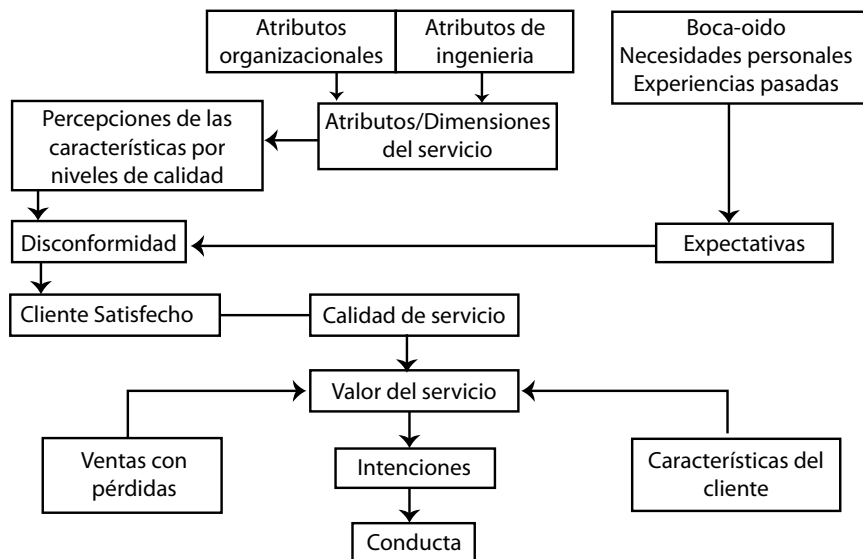 Atributos
organizacionales
Atributos de
ingenieria
Boca-oido
Necesidades personales
Experiencias pasadas
Percepciones de las
características por
niveles de calidad
Atributos/Dimensiones
del servicio
Disconformidad
Expectativas
Cliente Satisfecho
Calidad de servicio
Valor del servicio
Ventas con
pérdidas
Intenciones
Características del
cliente
Conducta